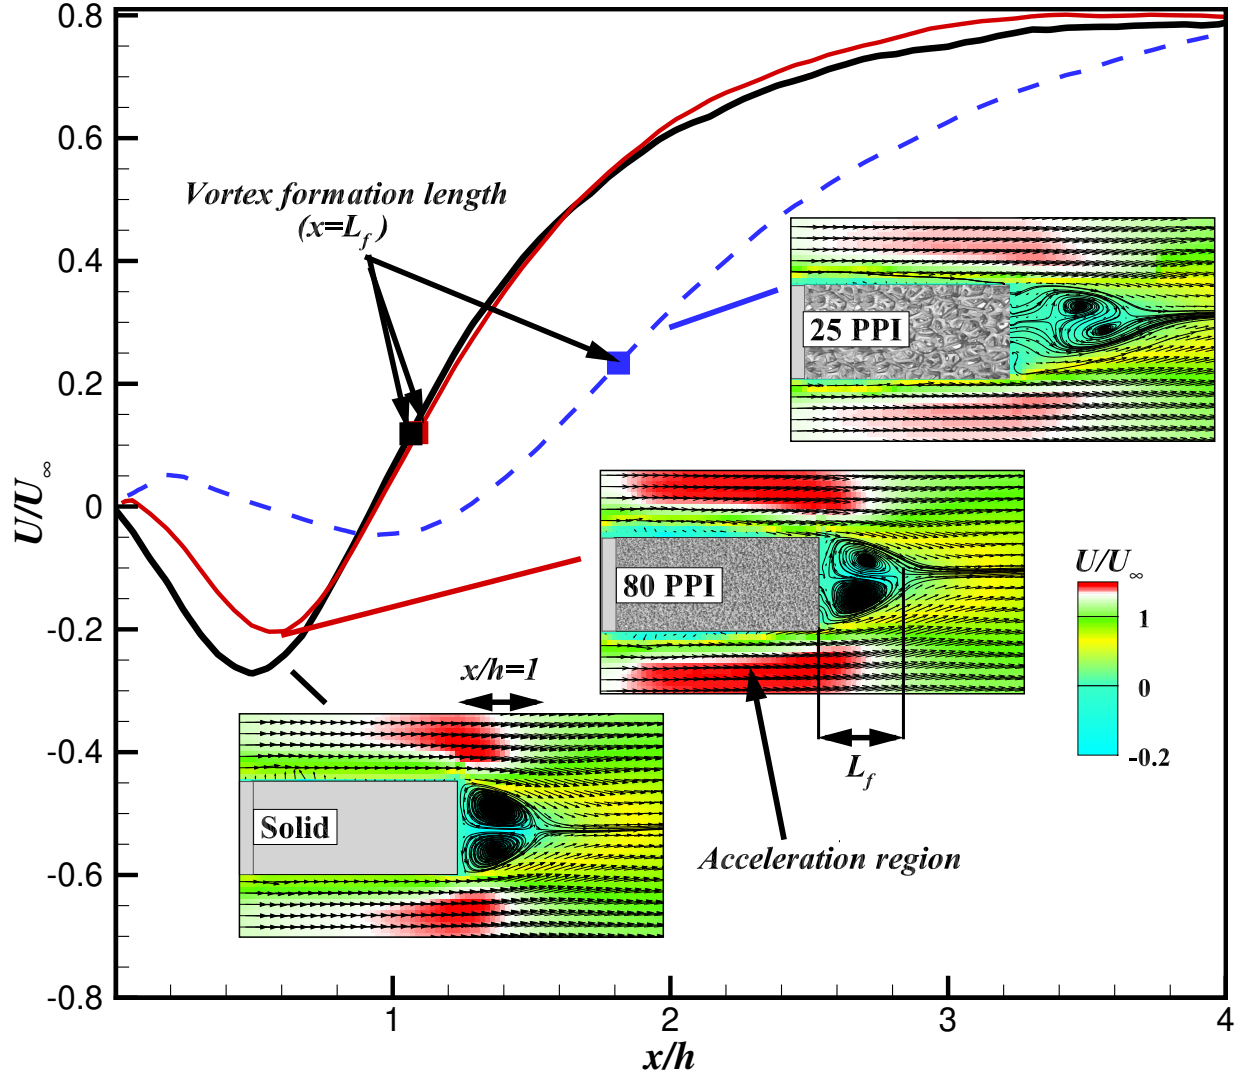 0.8
0.6
0.4
0.2
0
-0.2
-0.4
-0.6
-0.8
U/U∞
1
2
3
4
x/h
Vortex formation length
(x=Lf)
25 PPI
80 PPI
Solid
x/h=1
Lf
Acceleration region
U/U∞
1
0
-0.2